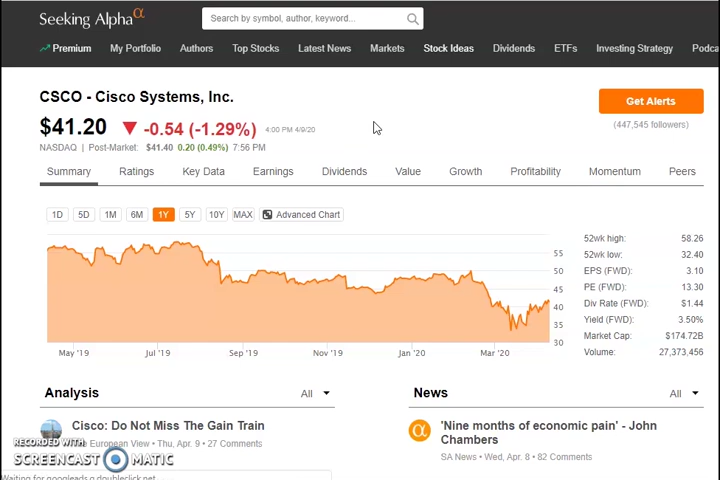 Seeking Alphaα
Search by symbol, author, keyword...
Premium My Portfolio Authors Top Stocks Latest News Markets Stock Ideas Dividends ETFs Investing Strategy Podca
CSCO - Cisco Systems, Inc.
Get Alerts
$41.20 ▼ -0.54 (-1.29%) 4:00 PM 4/9/20
(447,545 followers)
NASDAQ | Post-Market: $41.40 0.20 (0.49%) 7:56 PM
Summary Ratings Key Data Earnings Dividends Value Growth Profitability Momentum Peers
1D 5D 1M 6M 1Y 5Y 10Y MAX Advanced Chart
55
50
45
40
35
30
May '19 Jul '19 Sep '19 Nov '19 Jan '20 Mar '20
52wk high: 58.26
52wk low: 32.40
EPS (FWD): 3.10
PE (FWD): 13.30
Div Rate (FWD): $1.44
Yield (FWD): 3.50%
Market Cap: $174.72B
Volume: 27,373,456
Analysis All
Cisco: Do Not Miss The Gain Train
The European View • Thu, Apr. 9 • 27 Comments
News All
α
'Nine months of economic pain' - John
Chambers
SA News • Wed, Apr. 8 • 82 Comments
RECORDED WITH
SCREENCAST MATIC
Waiting for googleads.g.doubleclick.net